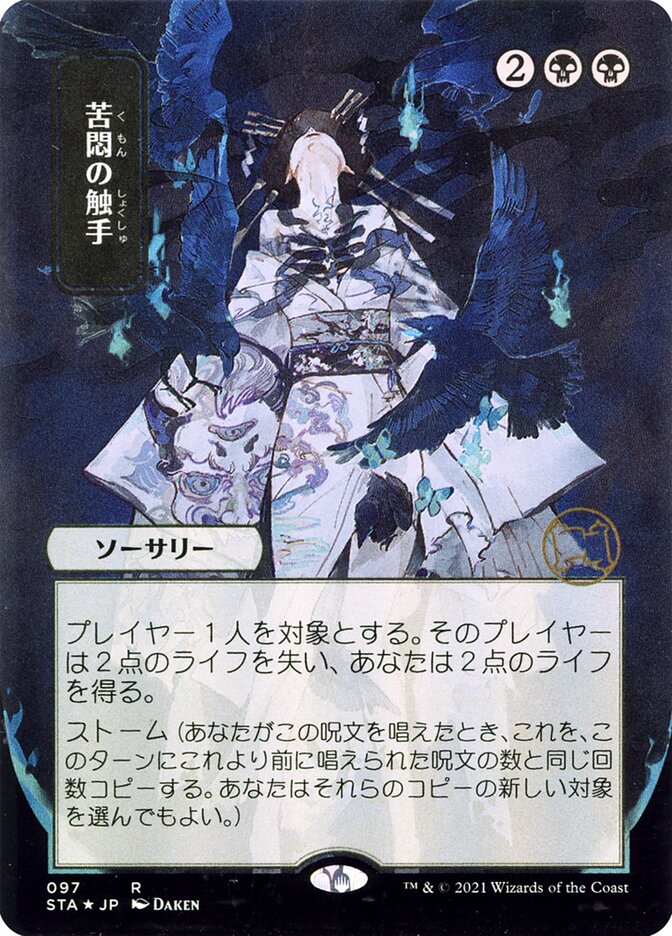 苦悶の触手
くもん
しょくしゅ
2
ソーサリー
プレイヤー1人を対象とする。そのプレイヤー
は2点のライフを失い、あなたは2点のライフ
を得る。
ストーム(あなたがこの呪文を唱えたとき、これを、こ
のターンにこれより前に唱えられた呪文の数と同じ回
数コピーする。あなたはそれらのコピーの新しい対象
を選んでもよい。)
097 R
STA★JP DAKEN
™ & © 2021 Wizards of the Coast